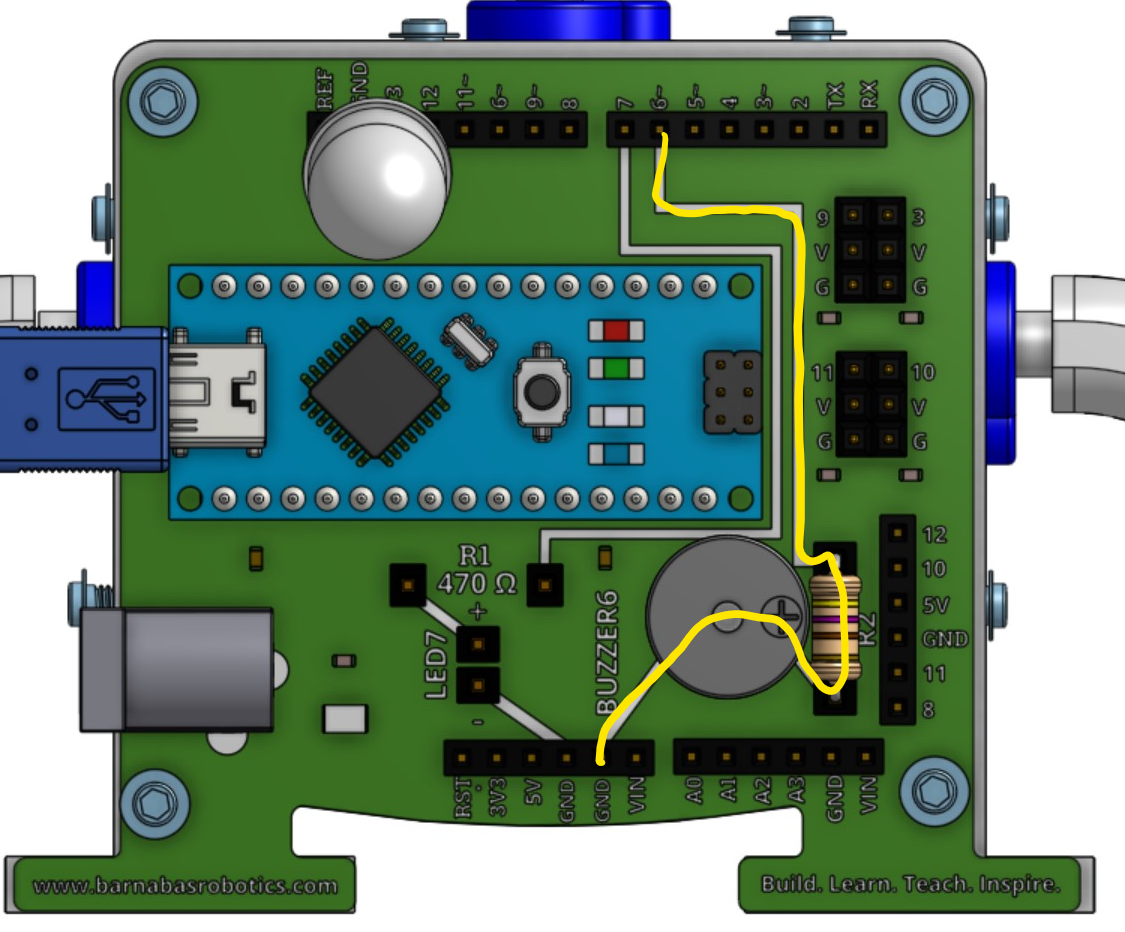 REF
GND
3
12
11~
6~
9~
8
7
6~
5~
4
3~
2
TX
RX
9
3
V
V
G
G
11
10
V
V
G
G
12
10
5V
GND
11
8
R1
470 Ω
+
LED7
-
BUZZER6
+
R2
RST
3V3
5V
GND
GND
VIN
A0
A1
A2
A3
GND
VIN
www.barnabasrobotics.com
Build. Learn. Teach. Inspire.